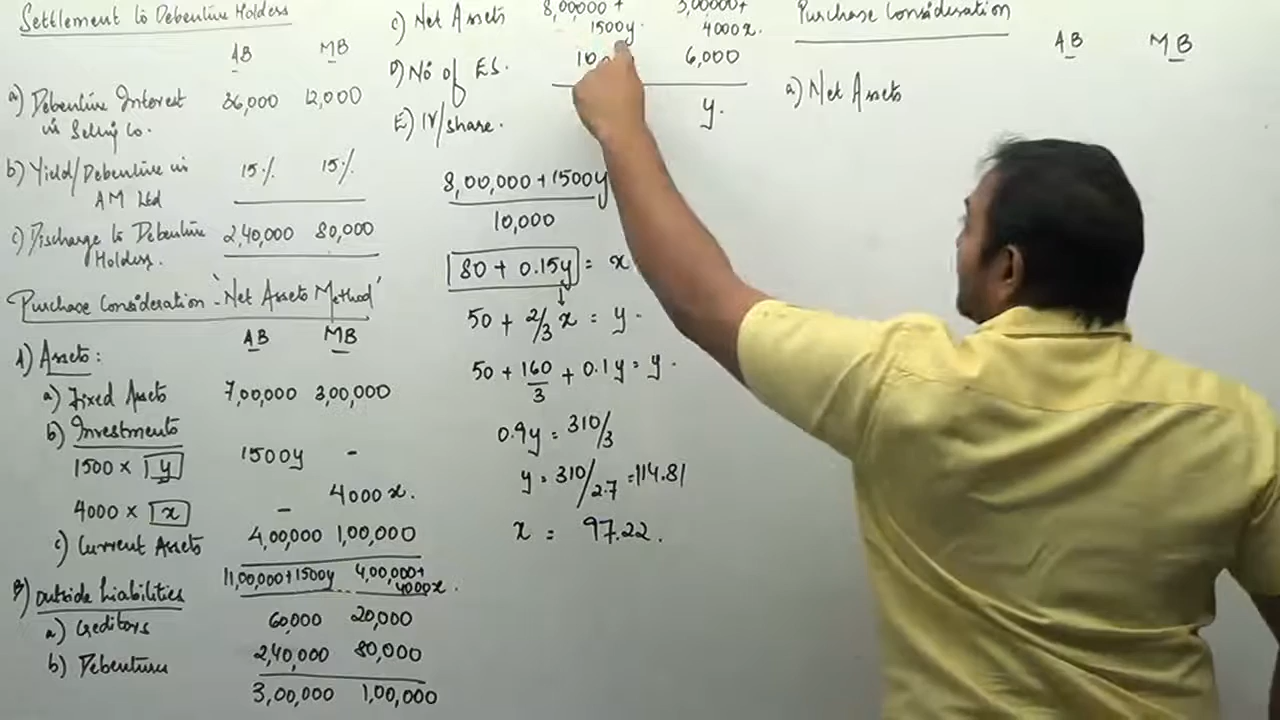 Settlement to Debenture Holders
AB MB
a) Debenture Interest 36,000 12,000
in Selling Co.
b) Yield/Debenture in 15% 15%
AM Ltd
c) Discharge to Debenture 2,40,000 80,000
Holders.
Purchase Consideration - 'Net Assets Method'
AB MB
A) Assets:
a) Fixed Assets 7,00,000 3,00,000
b) Investments
1500 × y 1500y -
4000 × x - 4000x.
c) Current Assets 4,00,000 1,00,000
11,00,000+1500y 4,00,000+
4000x.
B) Outside Liabilities
a) Creditors 60,000 20,000
b) Debentures 2,40,000 80,000
3,00,000 1,00,000
C) Net Assets 8,00,000+ 3,00,000+
1500y. 4000x.
D) No of ES. 6,000
E) IV/share. y.
8,00,000+1500y
10,000
80 + 0.15y = x
50 + 2/3 x = y.
50 + 160/3 + 0.1y = y.
0.9y = 310/3
y = 310/2.7 = 114.81
x = 97.22.
Purchase Consideration
AB MB
a) Net Assets